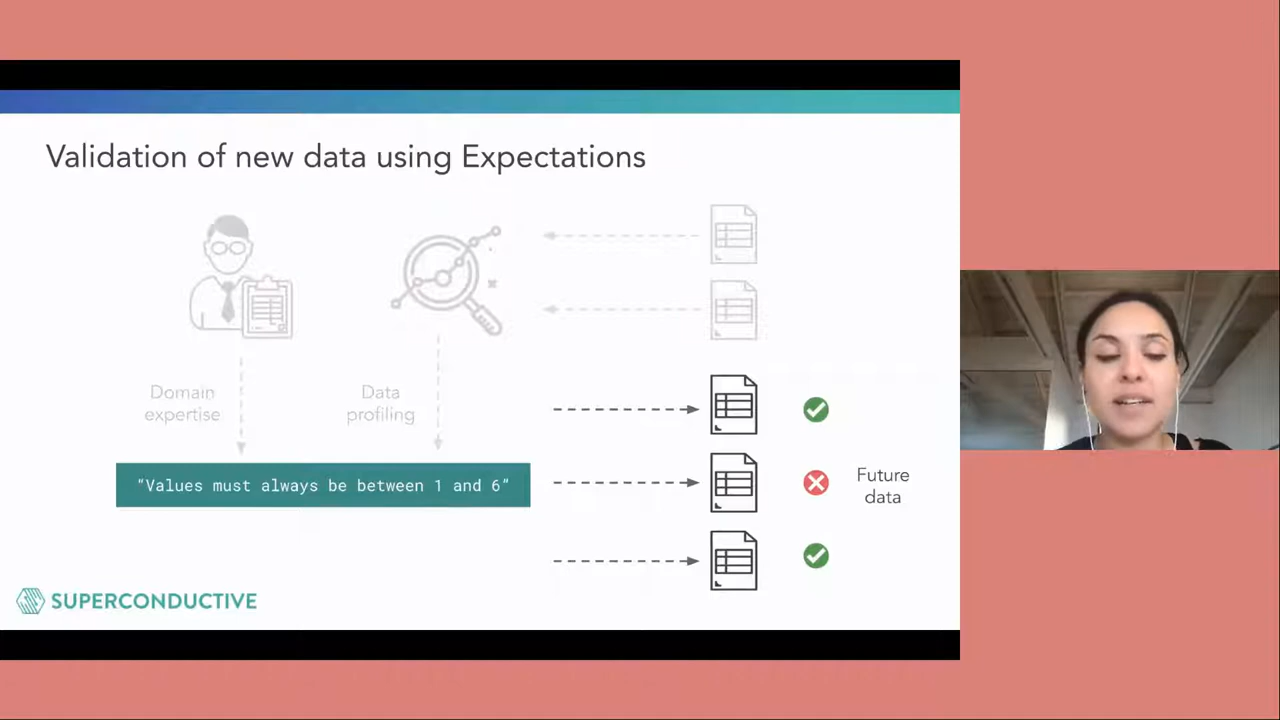 Validation of new data using Expectations
Domain
expertise
Data
profiling
"Values must always be between 1 and 6"
Future
data
SUPERCONDUCTIVE